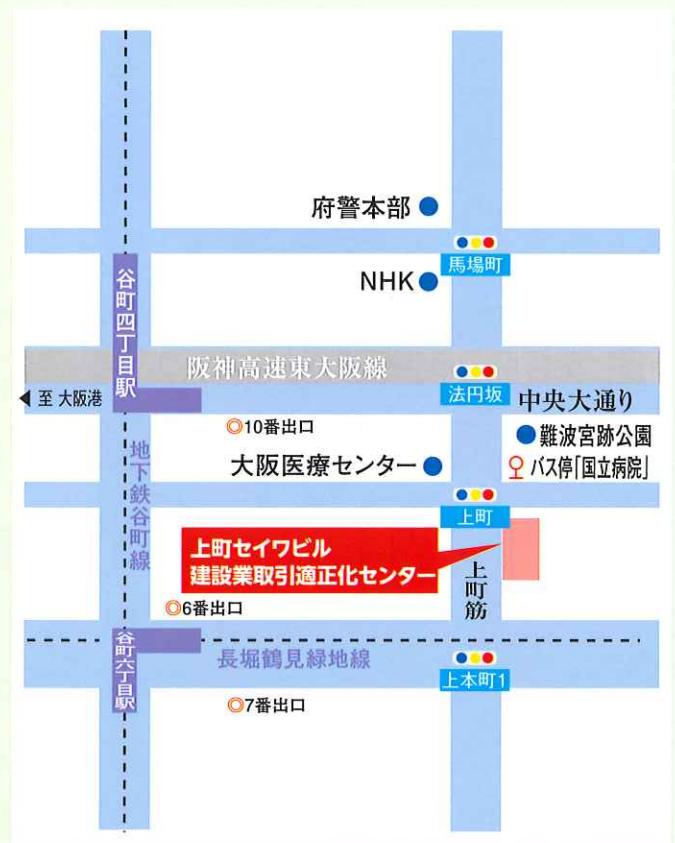 府警本部
馬場町
NHK
谷町四丁目駅
阪神高速東大阪線
◀至 大阪港
法円坂
中央大通り
◎10番出口
難波宮跡公園
大阪医療センター
バス停「国立病院」
地下鉄谷町線
上町
上町セイワビル
建設業取引適正化センター
上町筋
◎6番出口
谷町六丁目駅
長堀鶴見緑地線
上本町1
◎7番出口